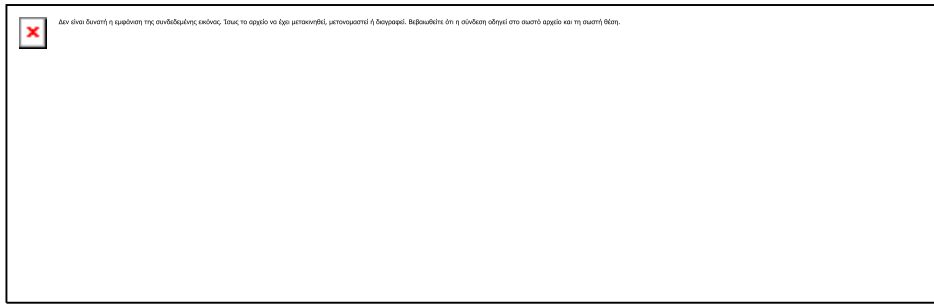 Δεν είναι δυνατή η εμφάνιση της συνδεδεμένης εικόνας. Ίσως το αρχείο να έχει μετακινηθεί, μετονομαστεί ή διαγραφεί. Βεβαιωθείτε ότι η σύνδεση οδηγεί στο σωστό αρχείο και τη σωστή θέση.